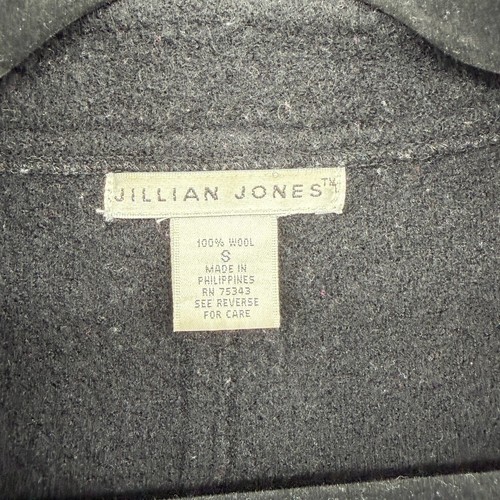 JILLIAN JONES™
100% WOOL
S
MADE IN
PHILIPPINES
RN 75343
SEE REVERSE
FOR CARE